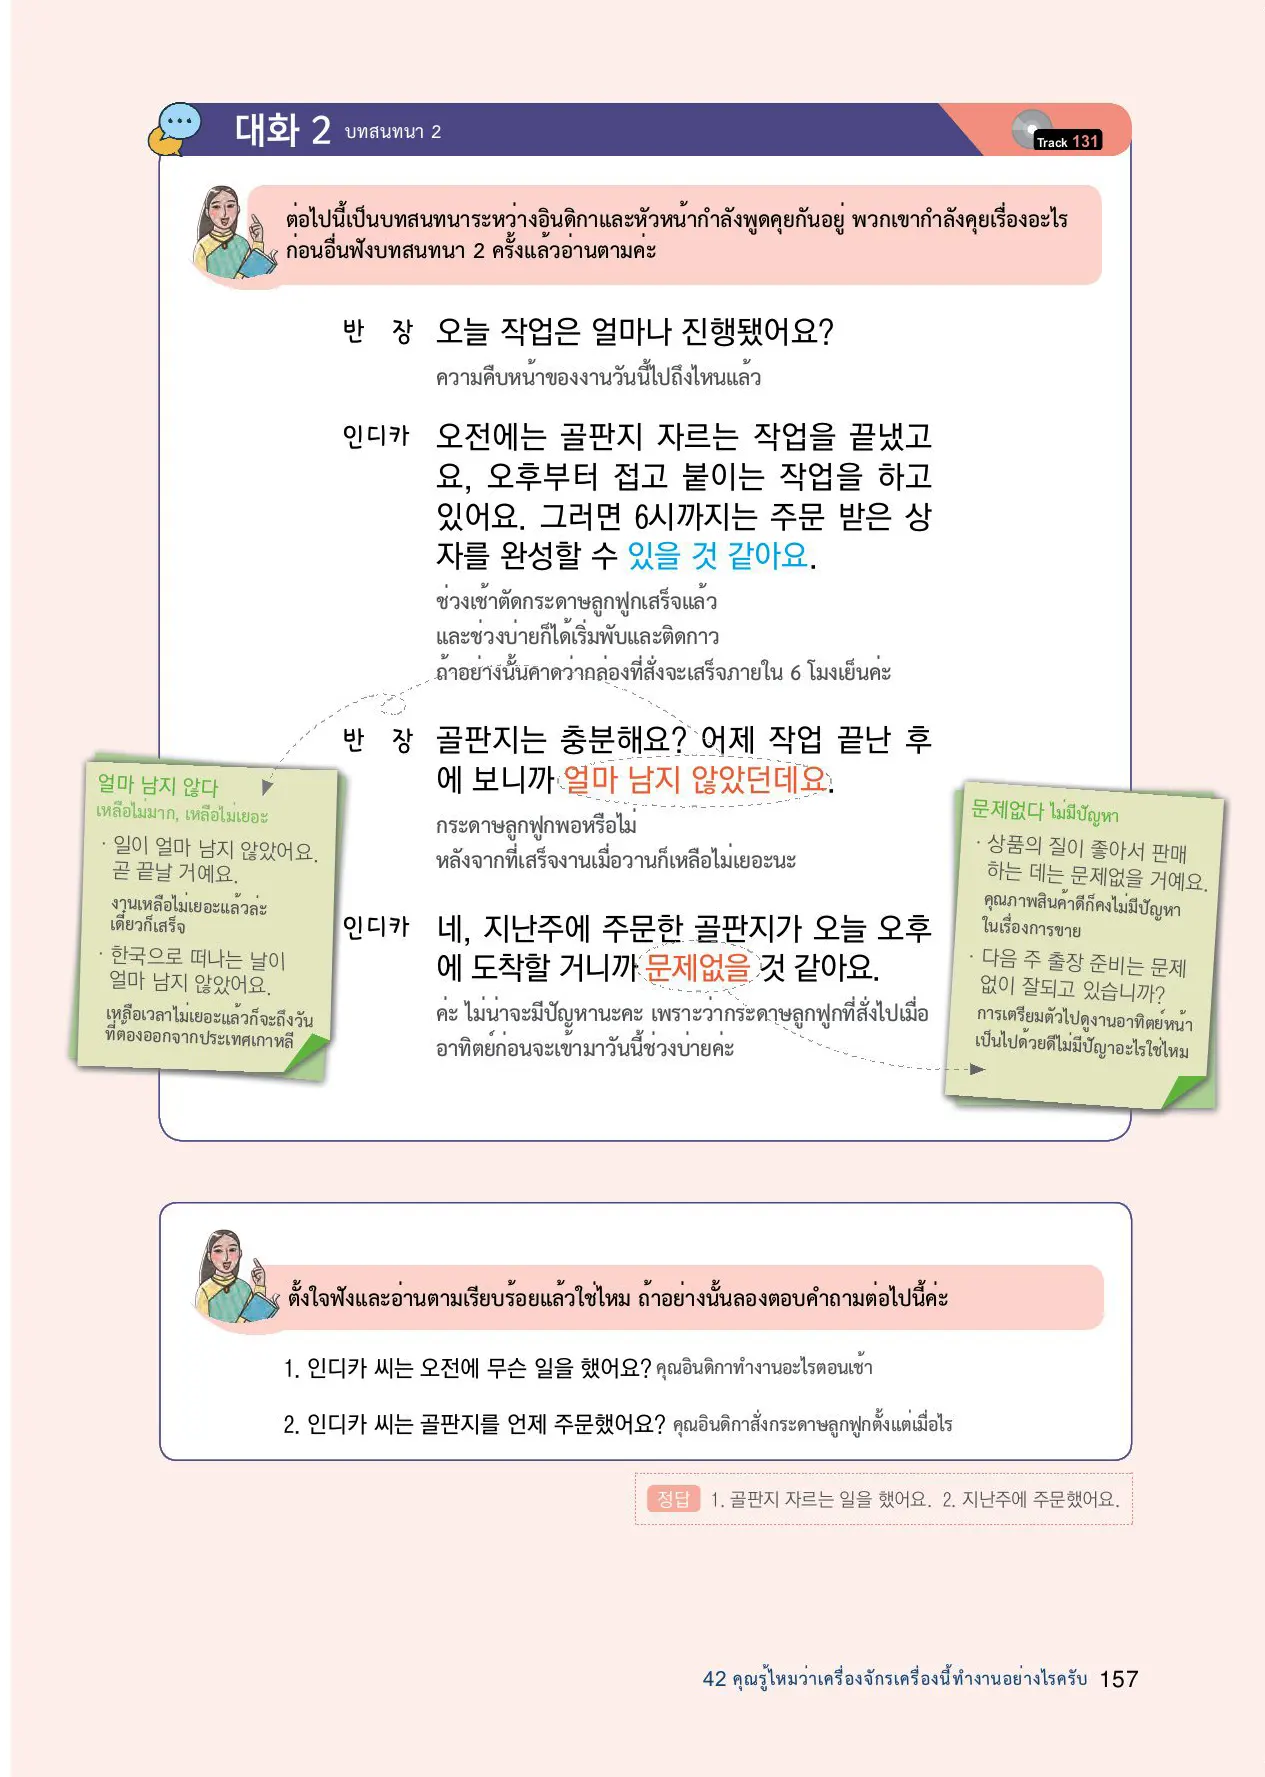 대화 2 บทสนทนา 2
Track 131
ต่อไปนี้เป็นบทสนทนาระหว่างอินดิกาและหัวหน้ากำลังพูดคุยกันอยู่ พวกเขากำลังคุยเรื่องอะไร
ก่อนอื่นฟังบทสนทนา 2 ครั้งแล้วอ่านตามค่ะ
반 장 오늘 작업은 얼마나 진행됐어요?
ความคืบหน้าของงานวันนี้ไปถึงไหนแล้ว
인디카 오전에는 골판지 자르는 작업을 끝냈고
요, 오후부터 접고 붙이는 작업을 하고
있어요. 그러면 6시까지는 주문 받은 상
자를 완성할 수 있을 것 같아요.
ช่วงเช้าตัดกระดาษลูกฟูกเสร็จแล้ว
และช่วงบ่ายก็ได้เริ่มพับและติดกาว
ถ้าอย่างนั้นคาดว่ากล่องที่สั่งจะเสร็จภายใน 6 โมงเย็นค่ะ
반 장 골판지는 충분해요? 어제 작업 끝난 후
에 보니까 얼마 남지 않았던데요.
กระดาษลูกฟูกพอหรือไม่
หลังจากที่เสร็จงานเมื่อวานก็เหลือไม่เยอะนะ
인디카 네, 지난주에 주문한 골판지가 오늘 오후
에 도착할 거니까 문제없을 것 같아요.
ค่ะ ไม่น่าจะมีปัญหานะคะ เพราะว่ากระดาษลูกฟูกที่สั่งไปเมื่อ
อาทิตย์ก่อนจะเข้ามาวันนี้ช่วงบ่ายค่ะ
얼마 남지 않다
เหลือไม่มาก, เหลือไม่เยอะ
· 일이 얼마 남지 않았어요.
곧 끝날 거예요.
งานเหลือไม่เยอะแล้วล่ะ
เดี๋ยวก็เสร็จ
· 한국으로 떠나는 날이
얼마 남지 않았어요.
เหลือเวลาไม่เยอะแล้วก็จะถึงวัน
ที่ต้องออกจากประเทศเกาหลี
문제없다 ไม่มีปัญหา
· 상품의 질이 좋아서 판매
하는 데는 문제없을 거예요.
คุณภาพสินค้าดีก็คงไม่มีปัญหา
ในเรื่องการขาย
· 다음 주 출장 준비는 문제
없이 잘되고 있습니까?
การเตรียมตัวไปดูงานอาทิตย์หน้า
เป็นไปด้วยดีไม่มีปัญาอะไรใช่ไหม
ตั้งใจฟังและอ่านตามเรียบร้อยแล้วใช่ไหม ถ้าอย่างนั้นลองตอบคำถามต่อไปนี้ค่ะ
1. 인디카 씨는 오전에 무슨 일을 했어요? คุณอินดิกาทำงานอะไรตอนเช้า
2. 인디카 씨는 골판지를 언제 주문했어요? คุณอินดิกาสั่งกระดาษลูกฟูกตั้งแต่เมื่อไร
정답 1. 골판지 자르는 일을 했어요. 2. 지난주에 주문했어요.
42 คุณรู้ไหมว่าเครื่องจักรเครื่องนี้ทำงานอย่างไรครับ 157